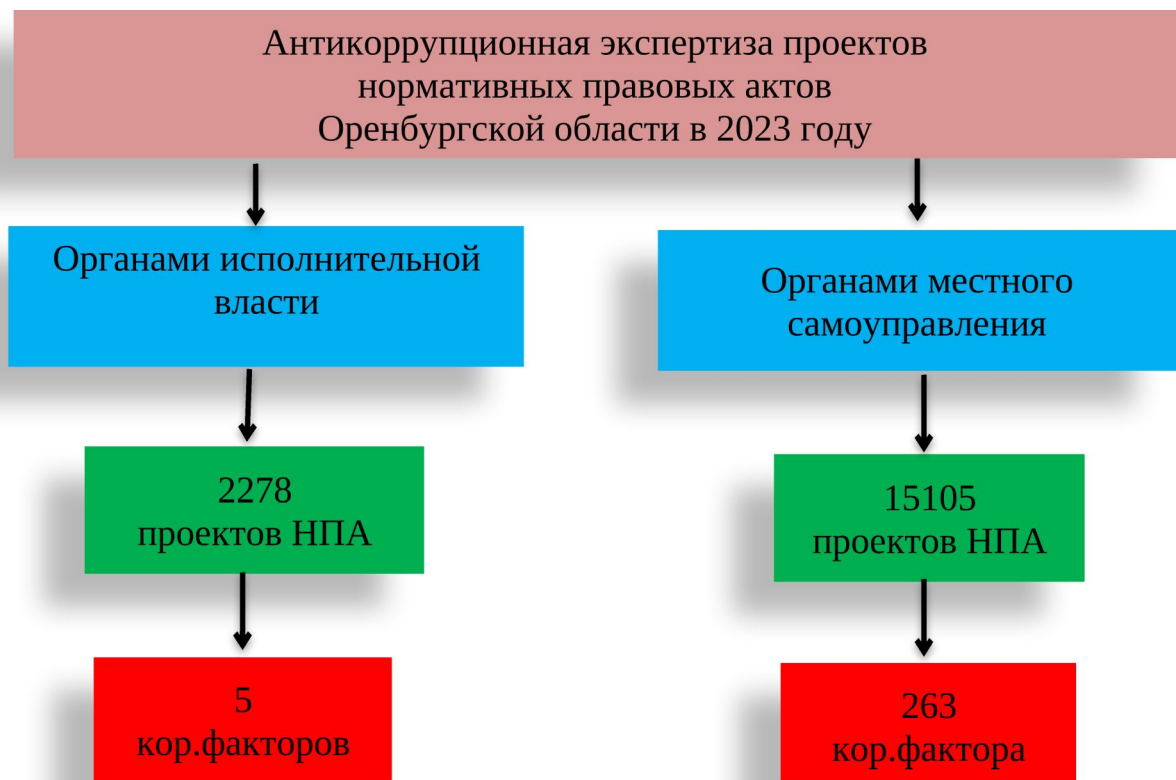 Антикоррупционная экспертиза проектов
нормативных правовых актов
Оренбургской области в 2023 году
Органами исполнительной
власти
Органами местного
самоуправления
2278
проектов НПА
15105
проектов НПА
5
кор.факторов
263
кор.фактора